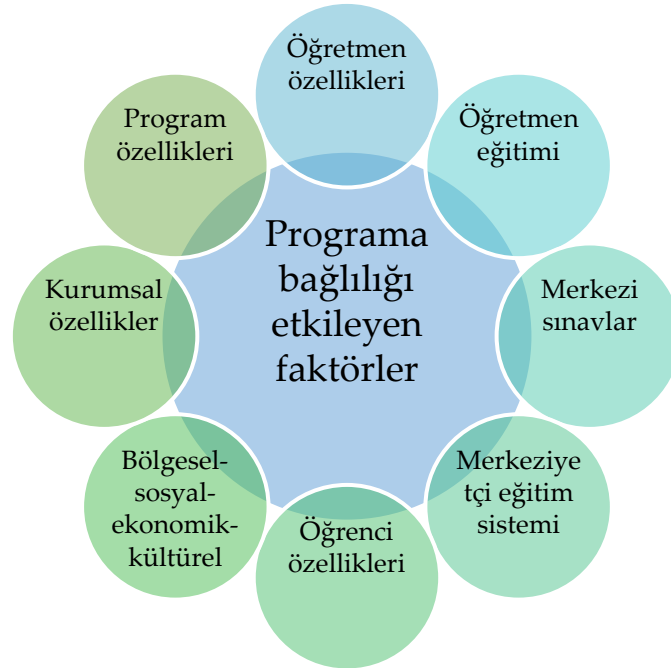 Öğretmen
özellikleri
Öğretmen
eğitimi
Merkezi
sınavlar
Merkeziye
tçi eğitim
sistemi
Öğrenci
özellikleri
Bölgesel-
sosyal-
ekonomik-
kültürel
Kurumsal
özellikler
Program
özellikleri
Programa
bağlılığı
etkileyen
faktörler